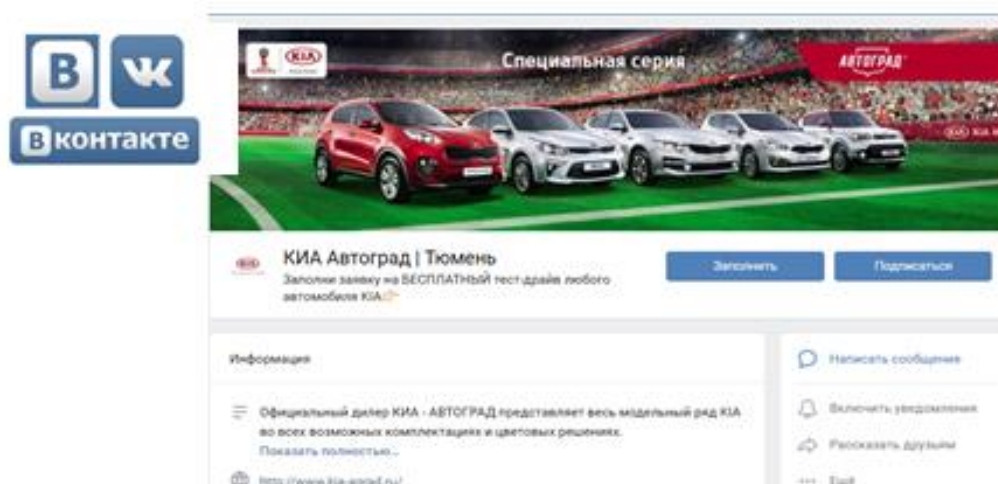 В
контакте
KIA
Специальная серия
АВТОГРАД
КИА Автоград | Тюмень
Заполни заявку на БЕСПЛАТНЫЙ тест-драйв любого
автомобиля KIA
Заполнить
Подписаться
Информация
Официальный дилер КИА - АВТОГРАД представляет весь модельный ряд KIA
во всех возможных комплектациях и цветовых решениях.
Показать полностью...
Написать сообщение
Включить уведомления
Рассказать друзьям
Ещё